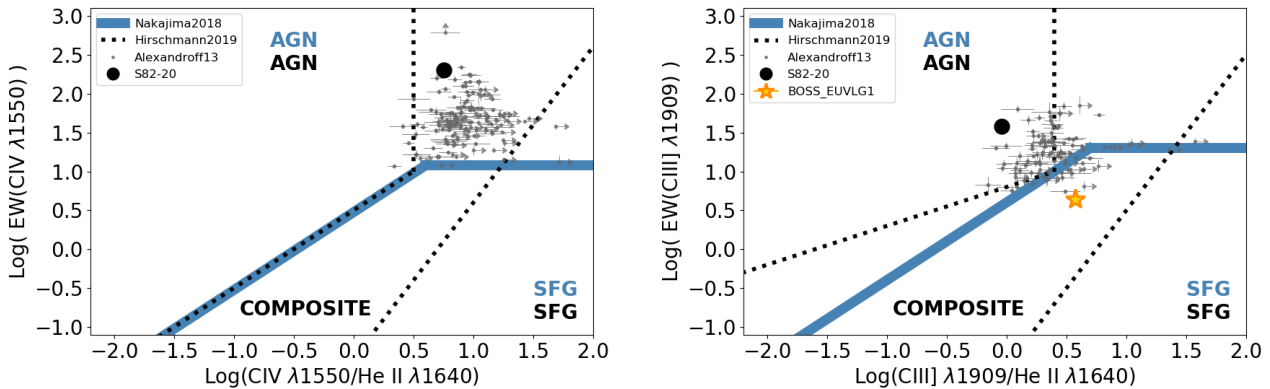 Log( EW(CIV λ1550) )
3.0
2.5
2.0
1.5
1.0
0.5
0.0
−0.5
−1.0
Nakajima2018
Hirschmann2019
Alexandroff13
S82-20
AGN
AGN
COMPOSITE
SFG
SFG
−2.0 −1.5 −1.0 −0.5 0.0 0.5 1.0 1.5 2.0
Log(CIV λ1550/He II λ1640)
Log( EW(CIII] λ1909) )
3.0
2.5
2.0
1.5
1.0
0.5
0.0
−0.5
−1.0
Nakajima2018
Hirschmann2019
Alexandroff13
S82-20
BOSS_EUVLG1
AGN
AGN
COMPOSITE
SFG
SFG
−2.0 −1.5 −1.0 −0.5 0.0 0.5 1.0 1.5 2.0
Log(CIII] λ1909/He II λ1640)